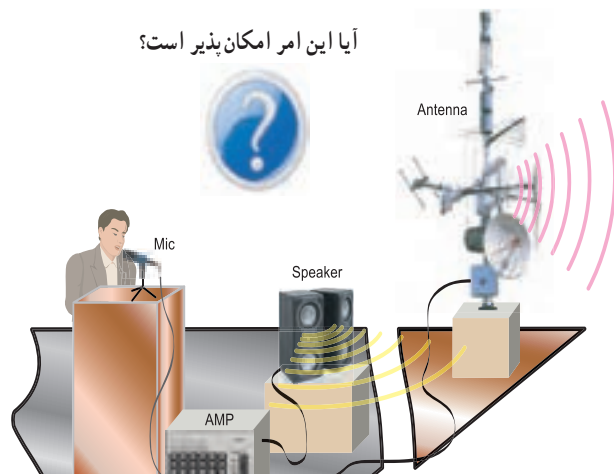 آیا این امر امکان‌پذیر است؟
Antenna
Mic
Speaker
AMP